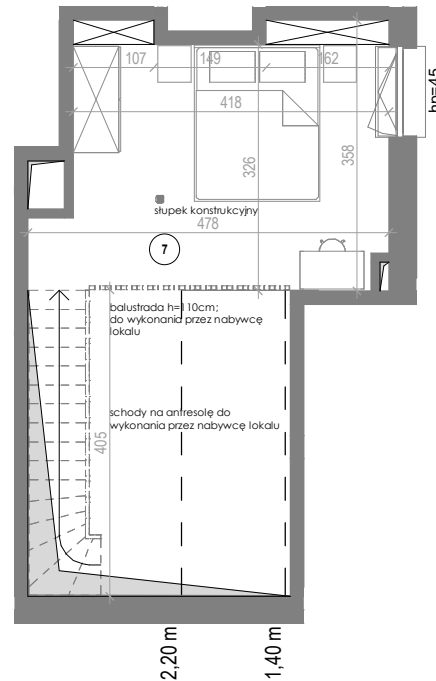 107
149
162
418
326
358
hp=45
słupek konstrukcyjny
478
7
balustrada h=110cm;
do wykonania przez nabywcę
lokalu
schody na antresolę do
wykonania przez nabywcę lokalu
405
2,20 m
1,40 m